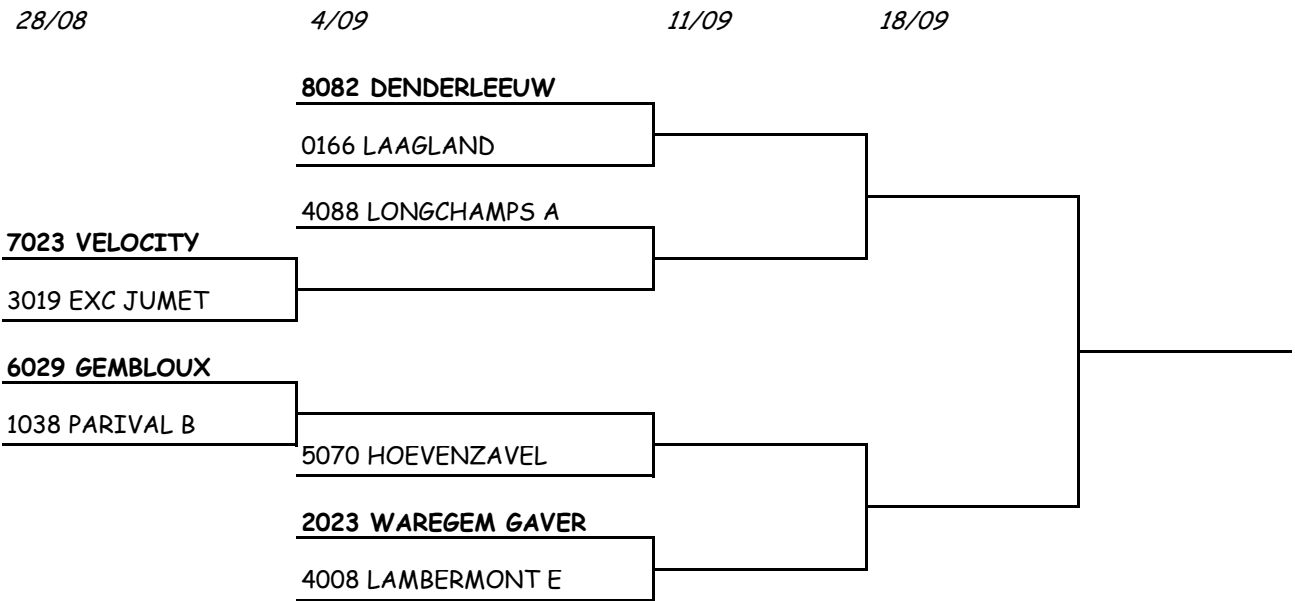 28/08 4/09 11/09 18/09
8082 DENDERLEEUW
0166 LAAGLAND
4088 LONGCHAMPS A
7023 VELOCITY
3019 EXC JUMET
6029 GEMBLOUX
1038 PARIVAL B
5070 HOEVENZAVEL
2023 WAREGEM GAVER
4008 LAMBERMONT E